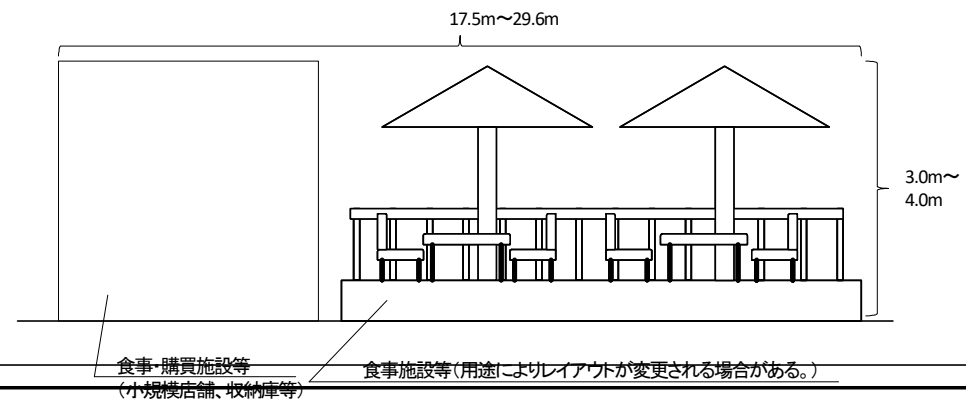 17.5m～29.6m
3.0m～
4.0m
食事・購買施設等
（小規模店舗、収納庫等）
食事施設等（用途によりレイアウトが変更される場合がある。）